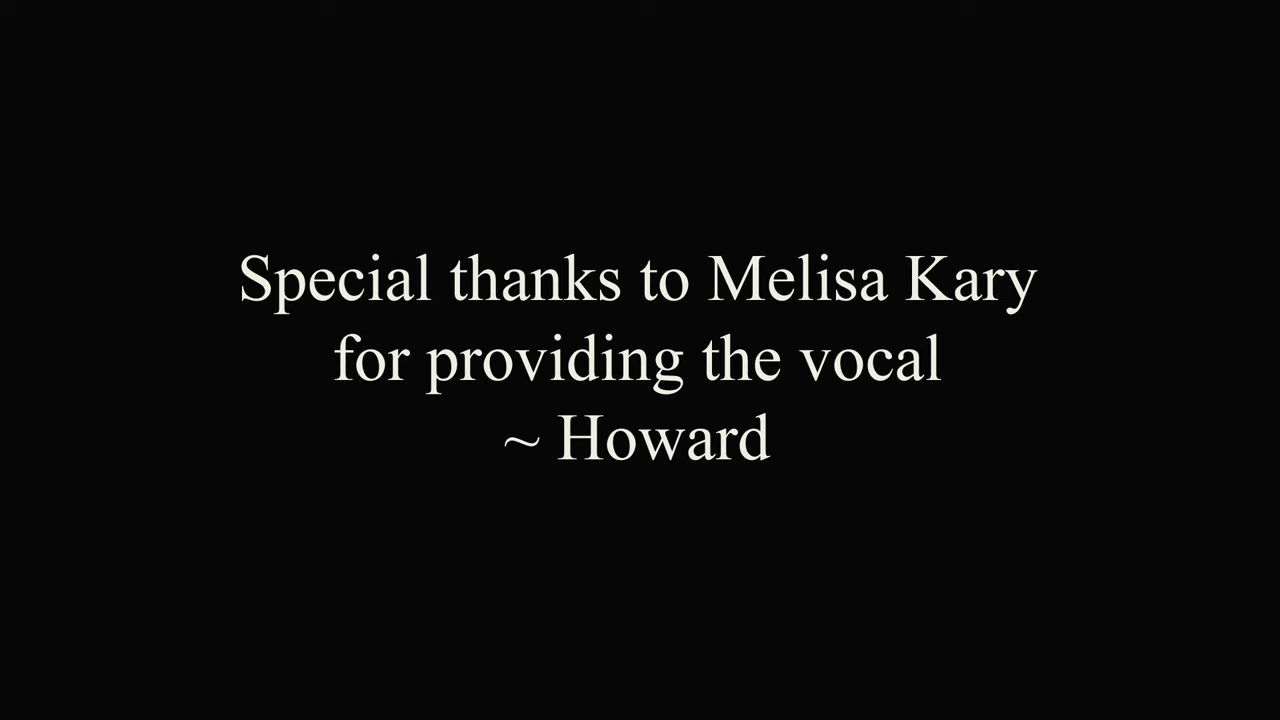 Special thanks to Melisa Kary
for providing the vocal
~ Howard